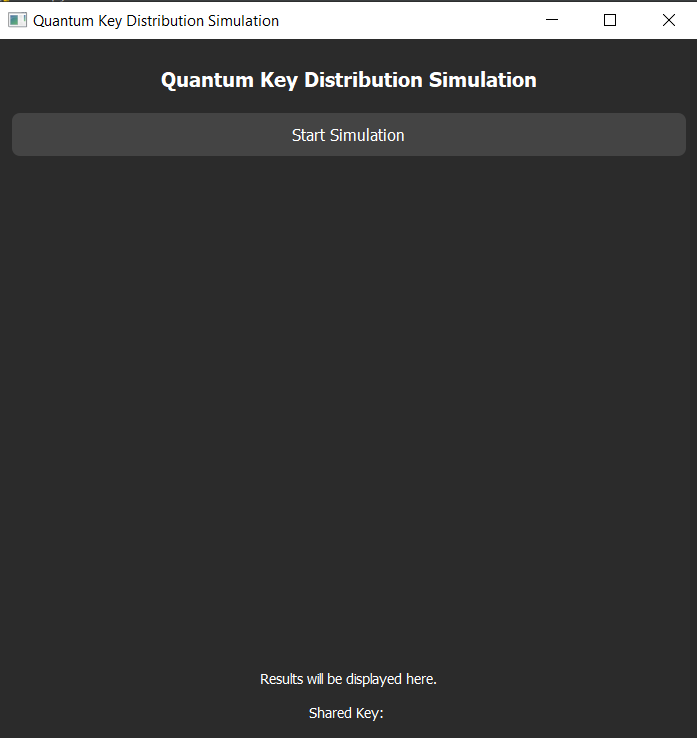 Quantum Key Distribution Simulation
Quantum Key Distribution Simulation
Start Simulation
Results will be displayed here.
Shared Key: